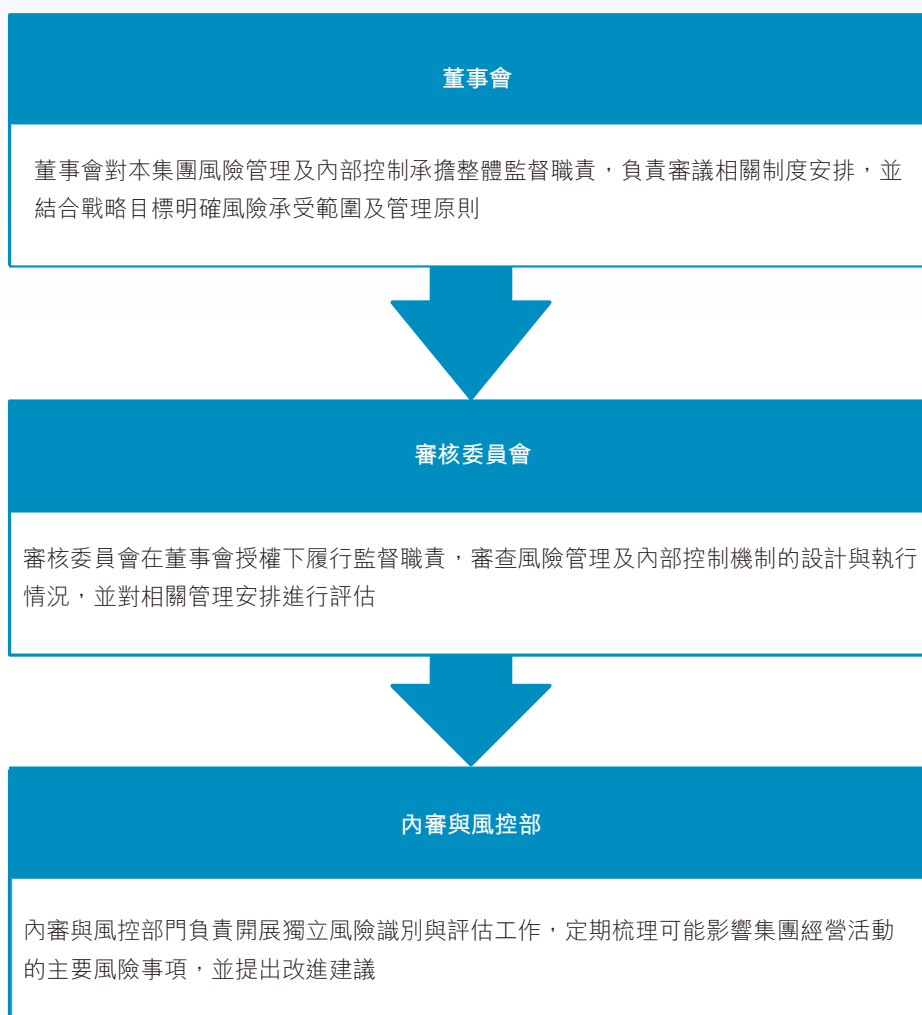 董事會
董事會對本集團風險管理及內部控制承擔整體監督職責，負責審議相關制度安排，並
結合戰略目標明確風險承受範圍及管理原則
審核委員會
審核委員會在董事會授權下履行監督職責，審查風險管理及內部控制機制的設計與執行
情況，並對相關管理安排進行評估
內審與風控部
內審與風控部門負責開展獨立風險識別與評估工作，定期梳理可能影響集團經營活動
的主要風險事項，並提出改進建議